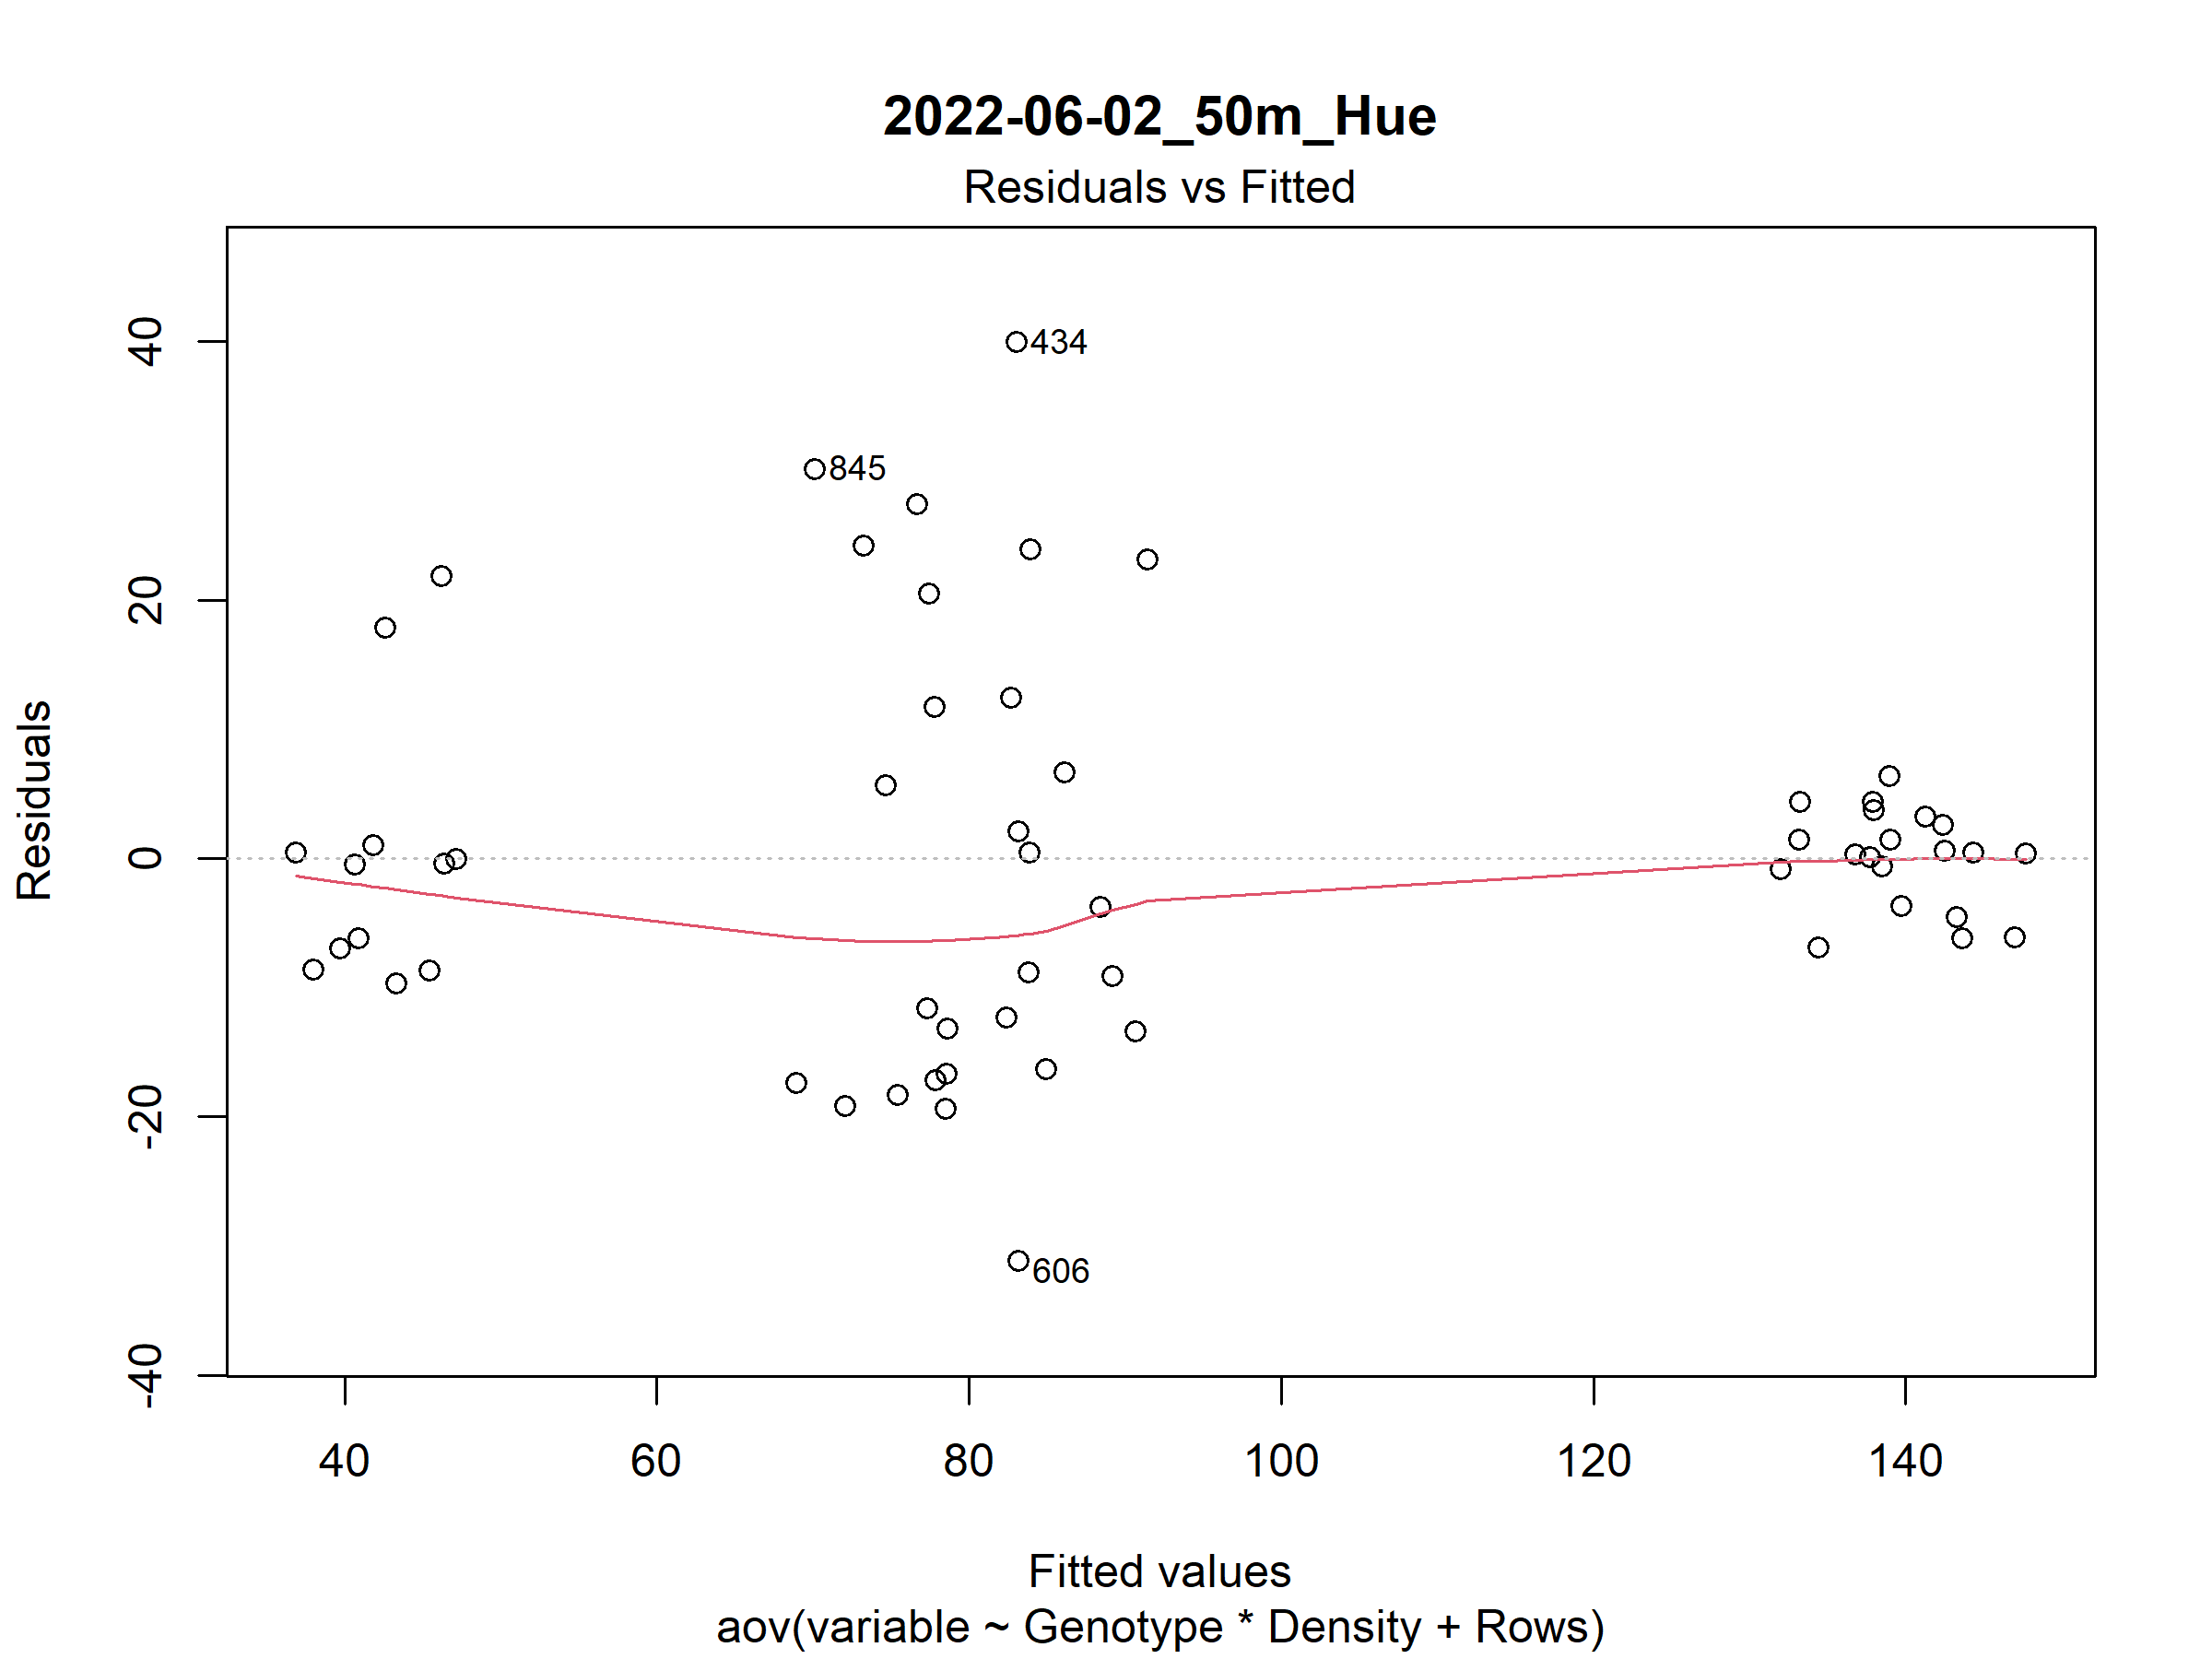 2022-06-02_50m_Hue
Residuals vs Fitted
Residuals
40
20
0
-20
-40
434
845
606
40 60 80 100 120 140
Fitted values
aov(variable ~ Genotype * Density + Rows)